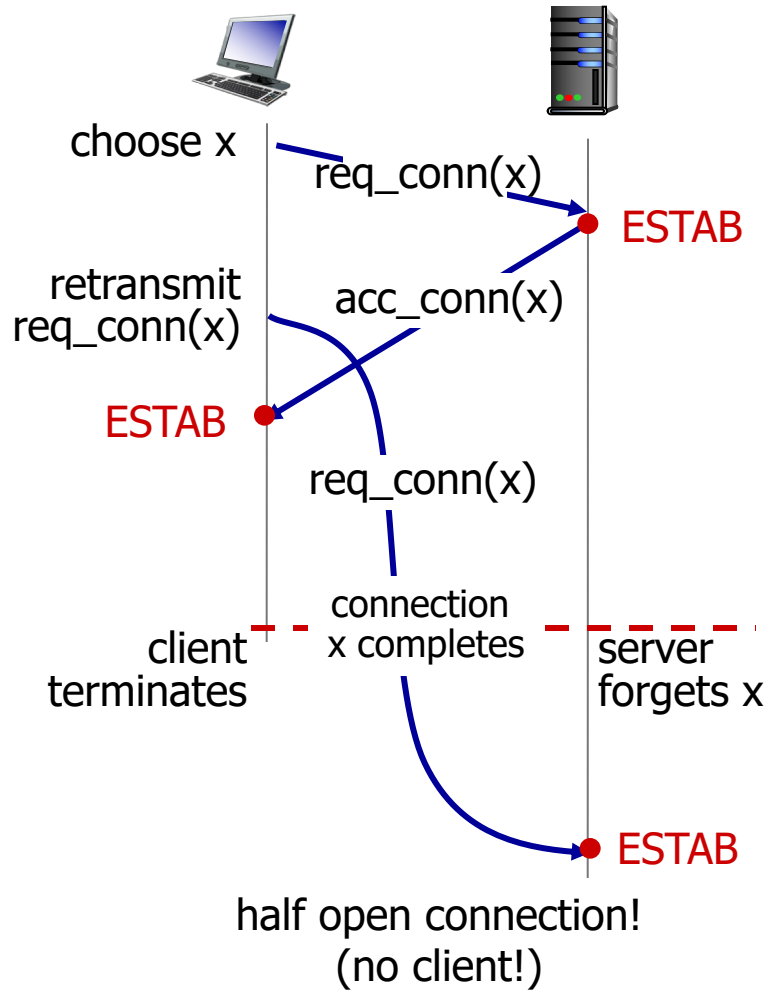 choose x
req_conn(x)
ESTAB
retransmit
req_conn(x)
acc_conn(x)
ESTAB
req_conn(x)
connection
x completes
client
terminates
server
forgets x
ESTAB
half open connection!
(no client!)